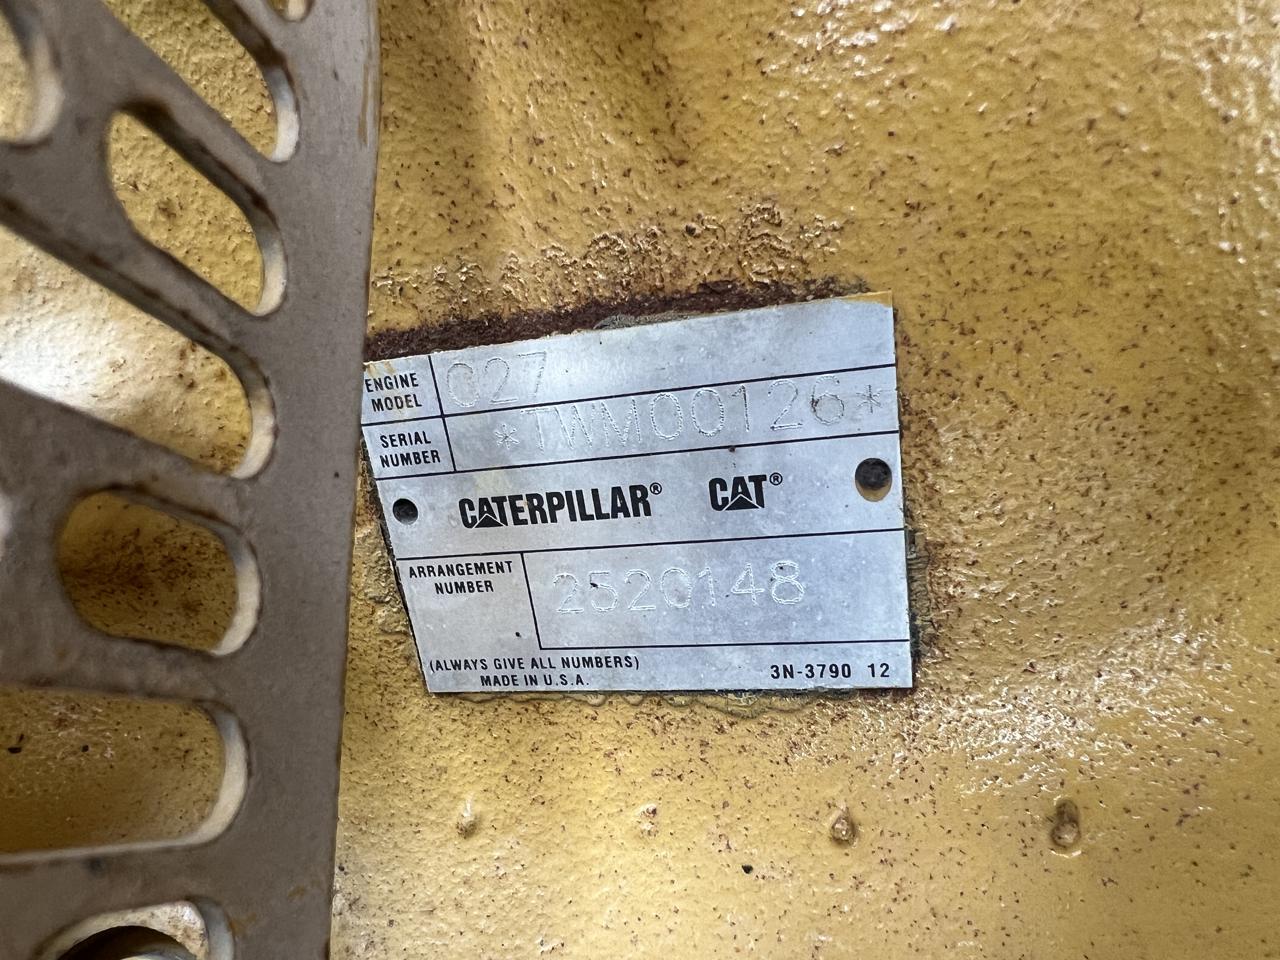 ENGINE MODEL C27
SERIAL NUMBER *TWM00126*
CATERPILLAR® CAT®
ARRANGEMENT NUMBER 2520148
(ALWAYS GIVE ALL NUMBERS)
MADE IN U.S.A. 3N-3790 12